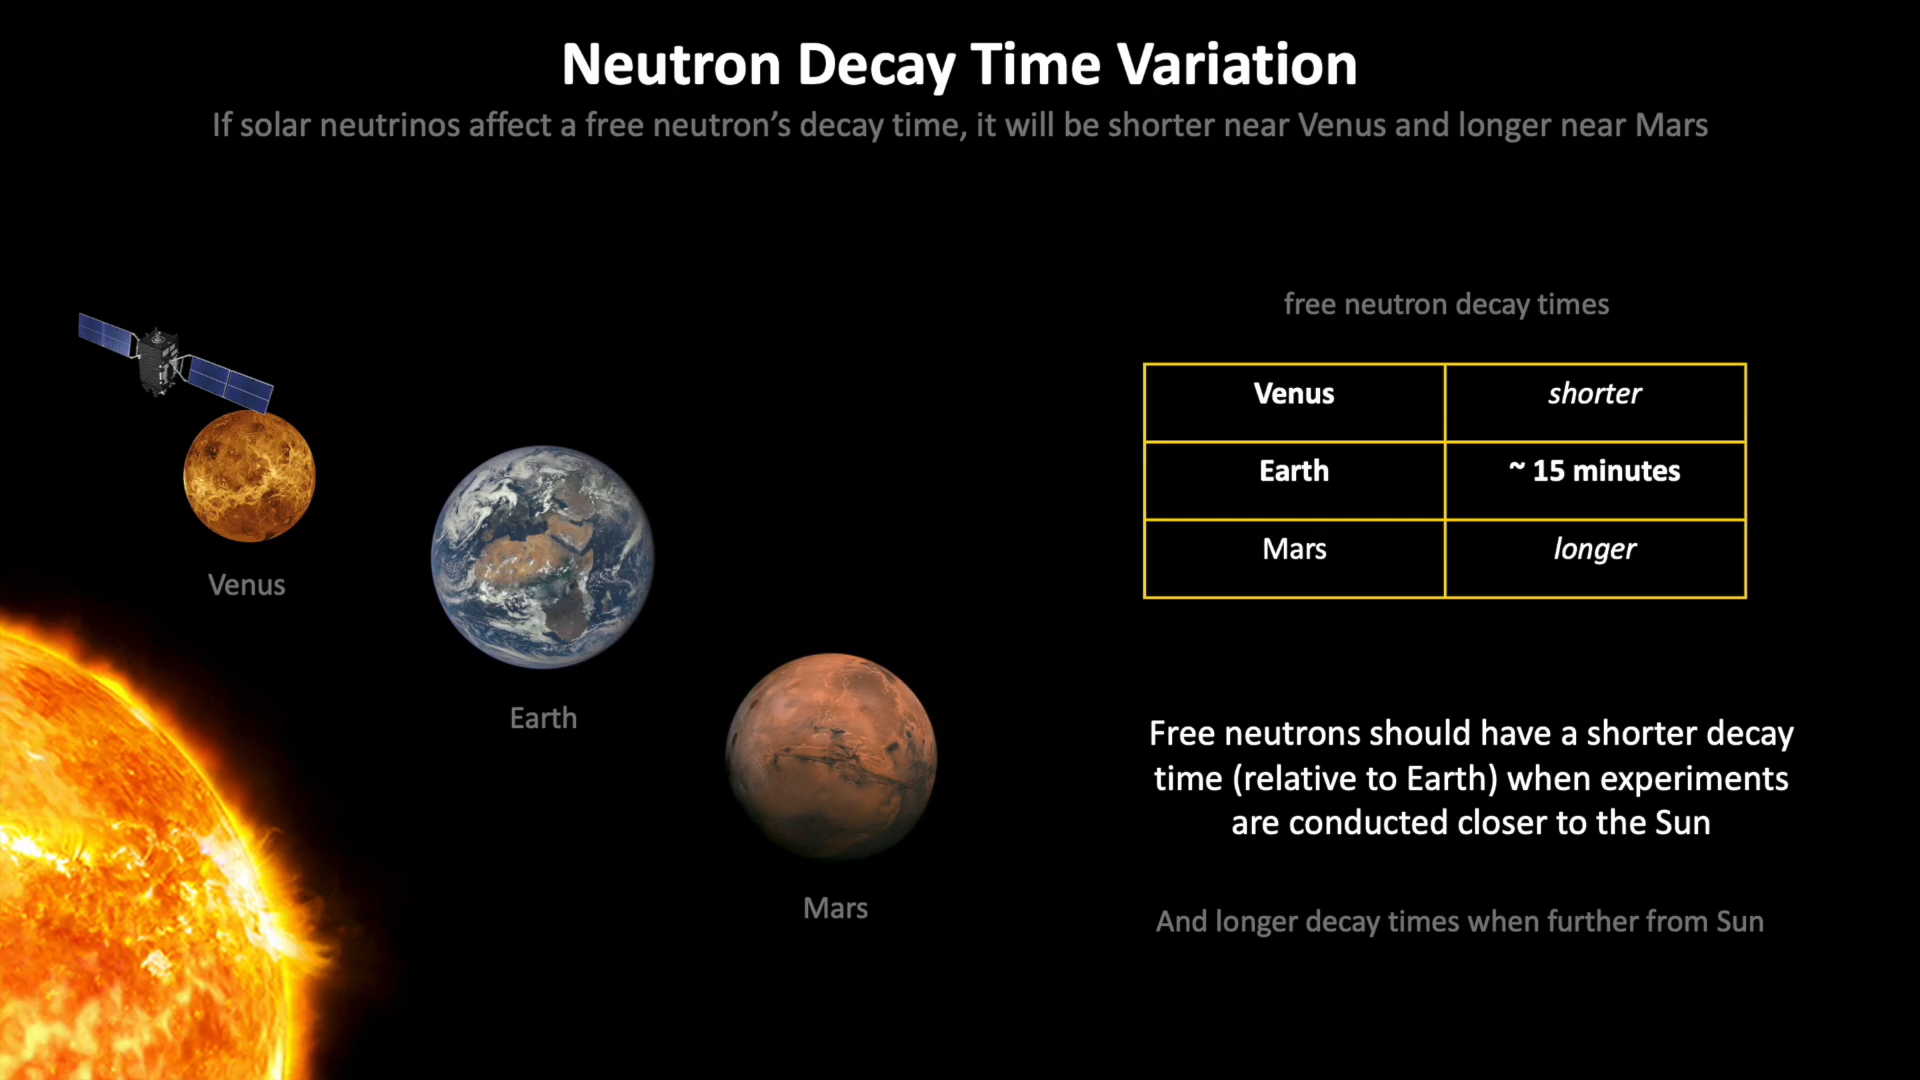 Neutron Decay Time Variation
If solar neutrinos affect a free neutron’s decay time, it will be shorter near Venus and longer near Mars
free neutron decay times
Venus shorter
Earth ~ 15 minutes
Mars longer
Venus
Earth
Mars
Free neutrons should have a shorter decay
time (relative to Earth) when experiments
are conducted closer to the Sun
And longer decay times when further from Sun